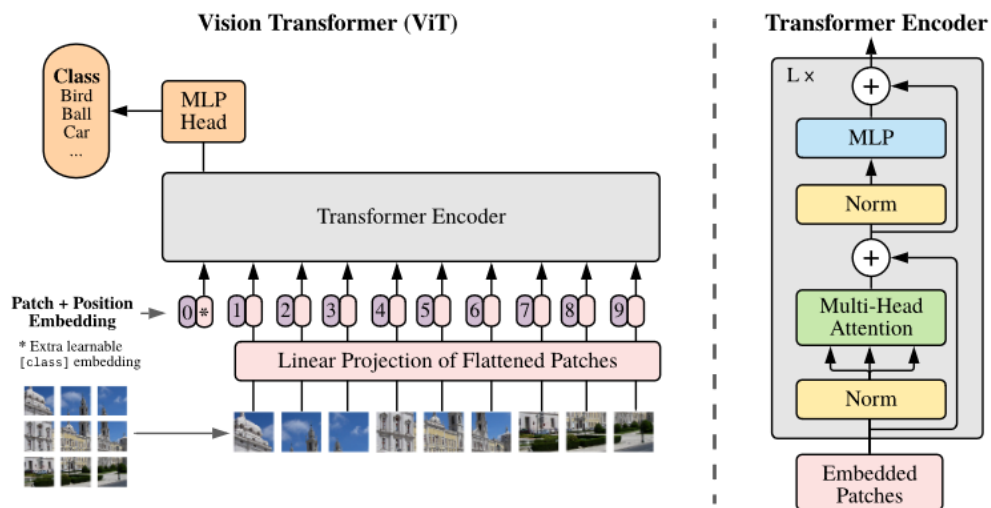 Vision Transformer (ViT)
Class
Bird
Ball
Car
...
MLP
Head
Transformer Encoder
Patch + Position
Embedding
* Extra learnable
[class] embedding
0 * 1 2 3 4 5 6 7 8 9
Linear Projection of Flattened Patches
Transformer Encoder
L ×
+
MLP
Norm
+
Multi-Head
Attention
Norm
Embedded
Patches